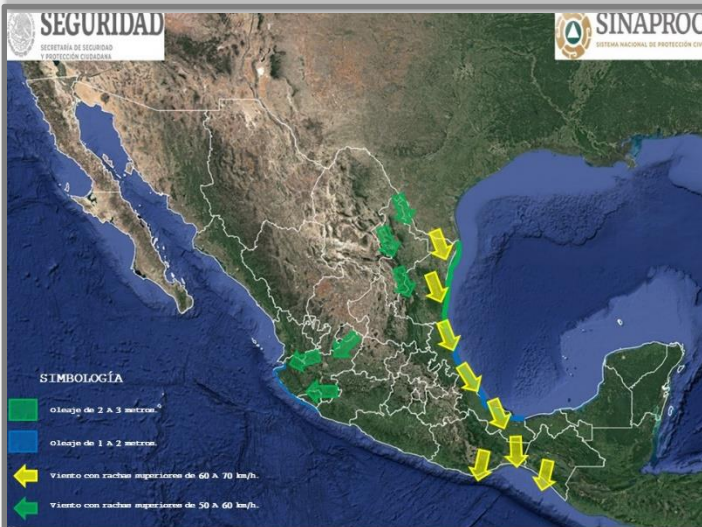 SEGURIDAD
SECRETARÍA DE SEGURIDAD
Y PROTECCIÓN CIUDADANA
SINAPROC
SISTEMA NACIONAL DE PROTECCIÓN CIV
SIMBOLOGÍA
Oleaje de 2 A 3 metros.
Oleaje de 1 A 2 metros.
Viento con rachas superiores de 60 A 70 km/h.
Viento con rachas superiores de 50 A 60 km/h.